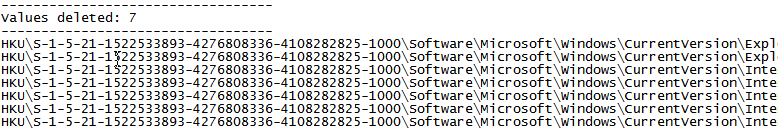 ----------------------------------
Values deleted: 7
----------------------------------
HKU\S-1-5-21-1522533893-4276808336-4108282825-1000\Software\Microsoft\Windows\CurrentVersion\Expl
HKU\S-1-5-21-1522533893-4276808336-4108282825-1000\Software\Microsoft\Windows\CurrentVersion\Expl
HKU\S-1-5-21-1522533893-4276808336-4108282825-1000\Software\Microsoft\Windows\CurrentVersion\Inte
HKU\S-1-5-21-1522533893-4276808336-4108282825-1000\Software\Microsoft\Windows\CurrentVersion\Inte
HKU\S-1-5-21-1522533893-4276808336-4108282825-1000\Software\Microsoft\Windows\CurrentVersion\Inte
HKU\S-1-5-21-1522533893-4276808336-4108282825-1000\Software\Microsoft\Windows\CurrentVersion\Inte
HKU\S-1-5-21-1522533893-4276808336-4108282825-1000\Software\Microsoft\Windows\CurrentVersion\Inte